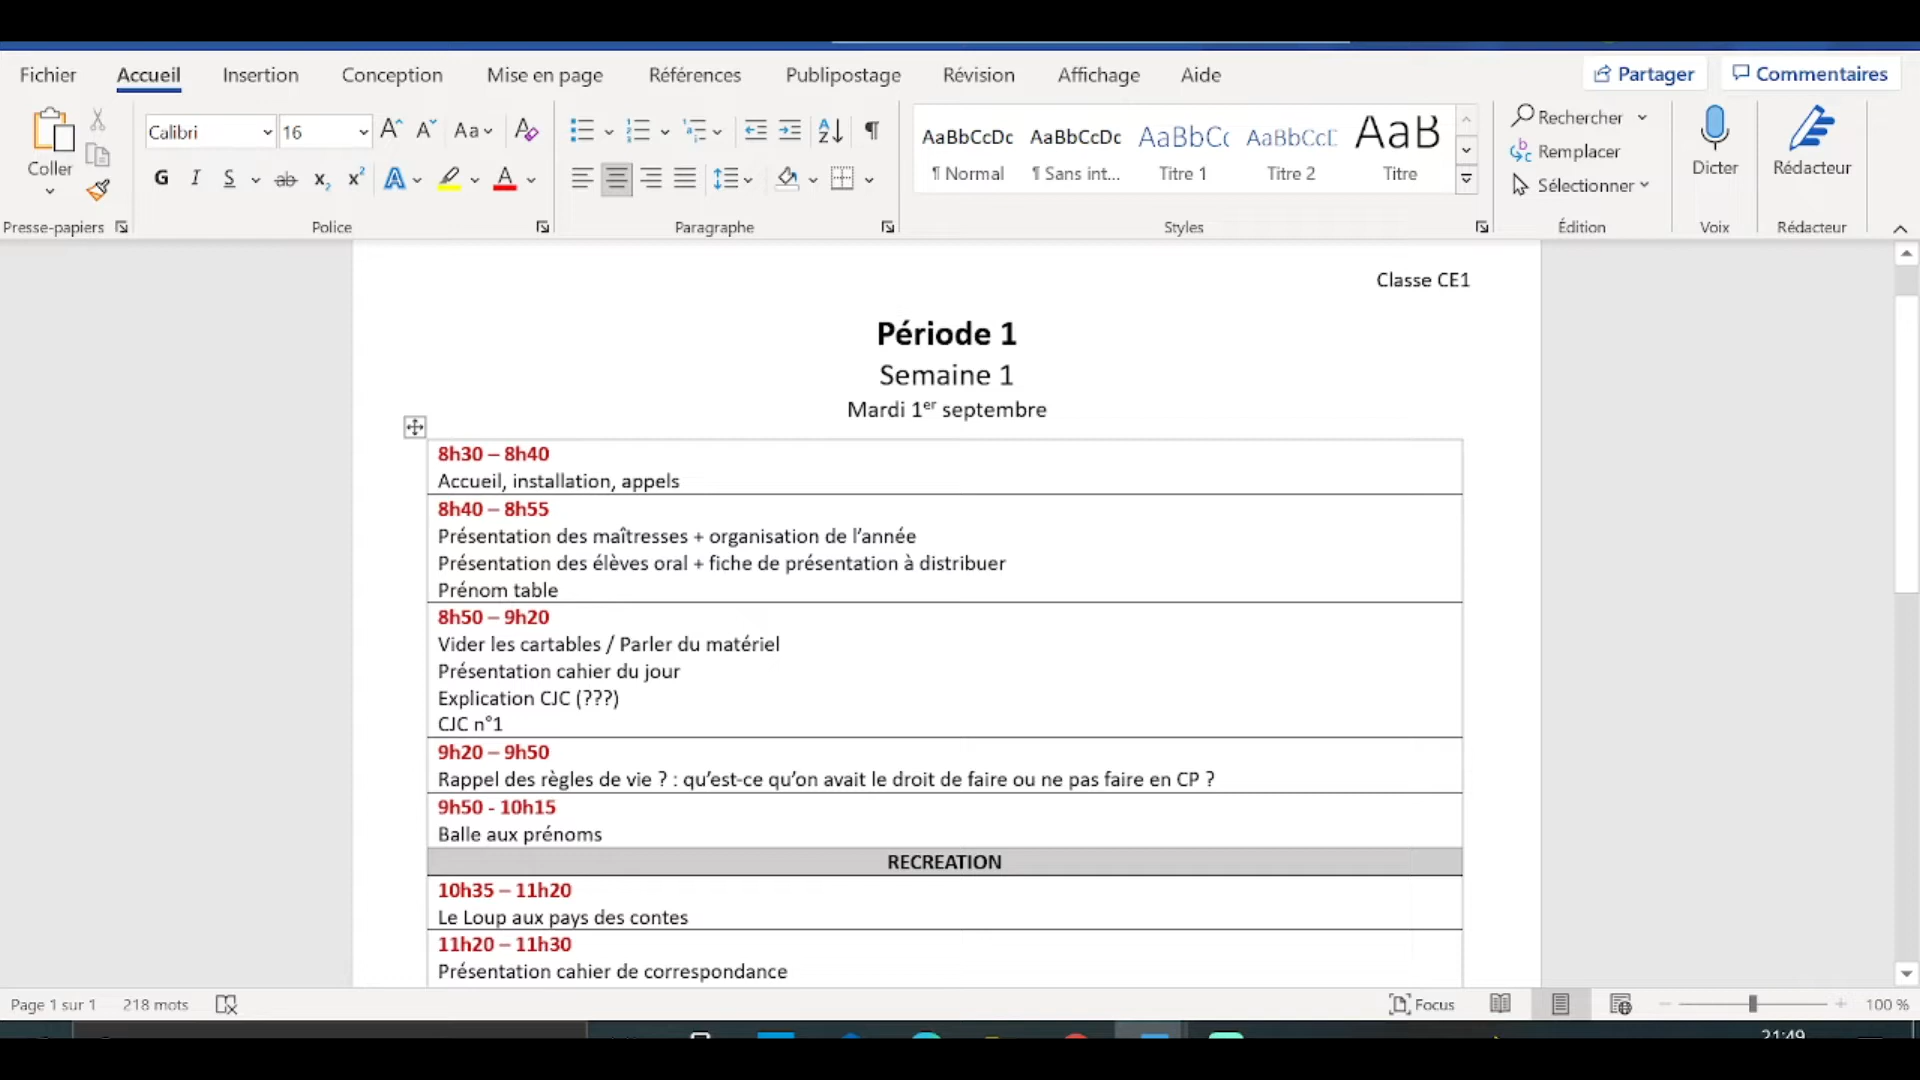 Fichier Accueil Insertion Conception Mise en page Références Publipostage Révision Affichage Aide Partager Commentaires
Calibri 16 Aa
AaBbCcDc AaBbCcDc AaBbCc AaBbCcD AaB
Rechercher
Remplacer
Sélectionner
Coller
G I S ab x₂ x² A A
¶ Normal ¶ Sans int... Titre 1 Titre 2 Titre
Dicter Rédacteur
Presse-papiers Police Paragraphe Styles Édition Voix Rédacteur
Classe CE1
Période 1
Semaine 1
Mardi 1er septembre
8h30 – 8h40
Accueil, installation, appels
8h40 – 8h55
Présentation des maîtresses + organisation de l’année
Présentation des élèves oral + fiche de présentation à distribuer
Prénom table
8h50 – 9h20
Vider les cartables / Parler du matériel
Présentation cahier du jour
Explication CJC (???)
CJC n°1
9h20 – 9h50
Rappel des règles de vie ? : qu’est-ce qu’on avait le droit de faire ou ne pas faire en CP ?
9h50 - 10h15
Balle aux prénoms
RECREATION
10h35 – 11h20
Le Loup aux pays des contes
11h20 – 11h30
Présentation cahier de correspondance
Page 1 sur 1 218 mots Focus 100 %
21:49